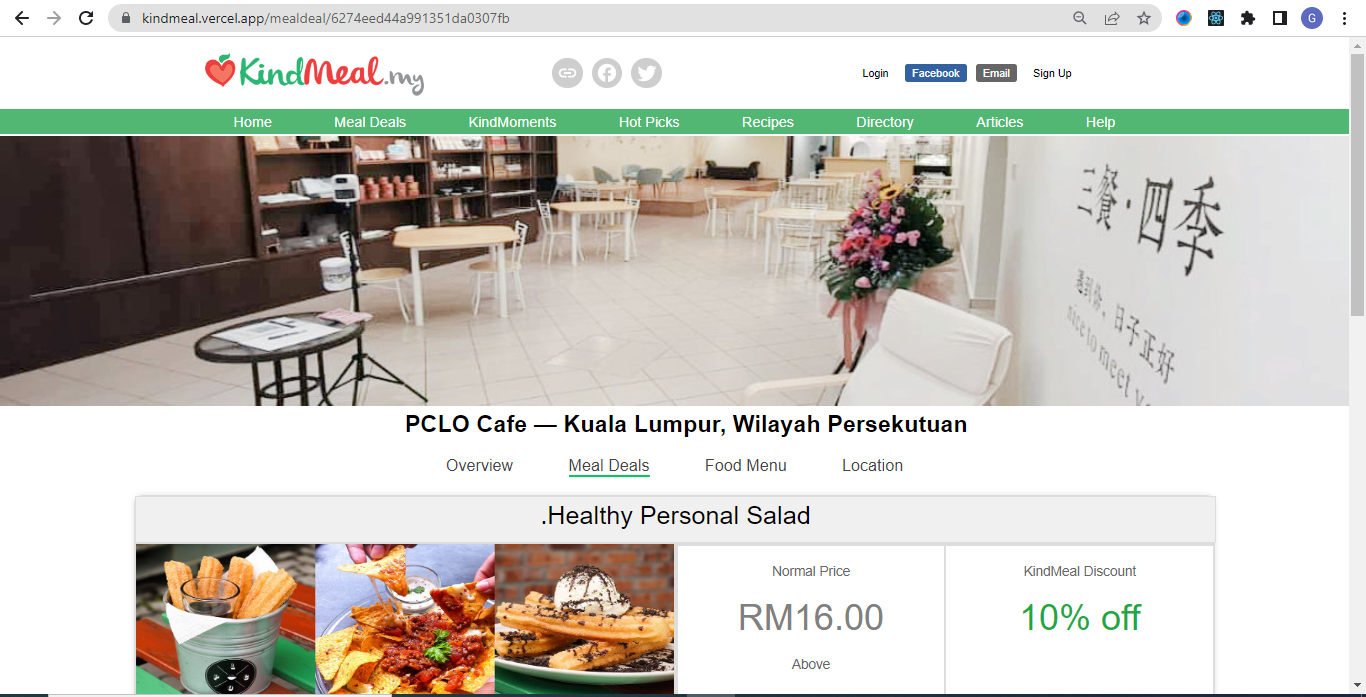 kindmeal.vercel.app/mealdeal/6274eed44a991351da0307fb
G
KindMeal.my
Login Facebook Email Sign Up
Home Meal Deals KindMoments Hot Picks Recipes Directory Articles Help
三餐·四季
遇到你,日子正好
nice to meet
PCLO Cafe — Kuala Lumpur, Wilayah Persekutuan
Overview Meal Deals Food Menu Location
.Healthy Personal Salad
Normal Price
KindMeal Discount
RM16.00
10% off
Above